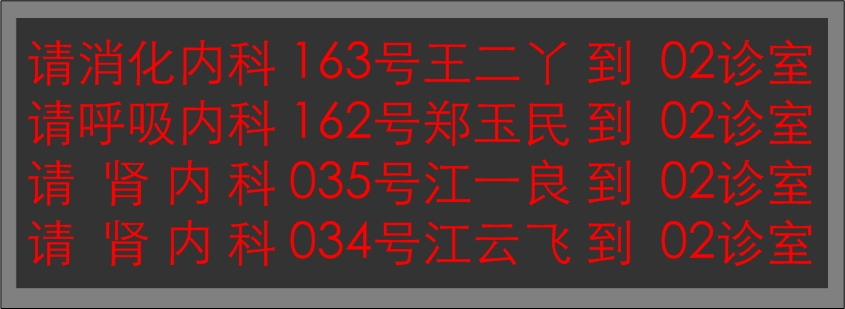 请消化内科 163号王二丫 到 02诊室
请呼吸内科 162号郑玉民 到 02诊室
请 肾 内 科 035号江一良 到 02诊室
请 肾 内 科 034号江云飞 到 02诊室